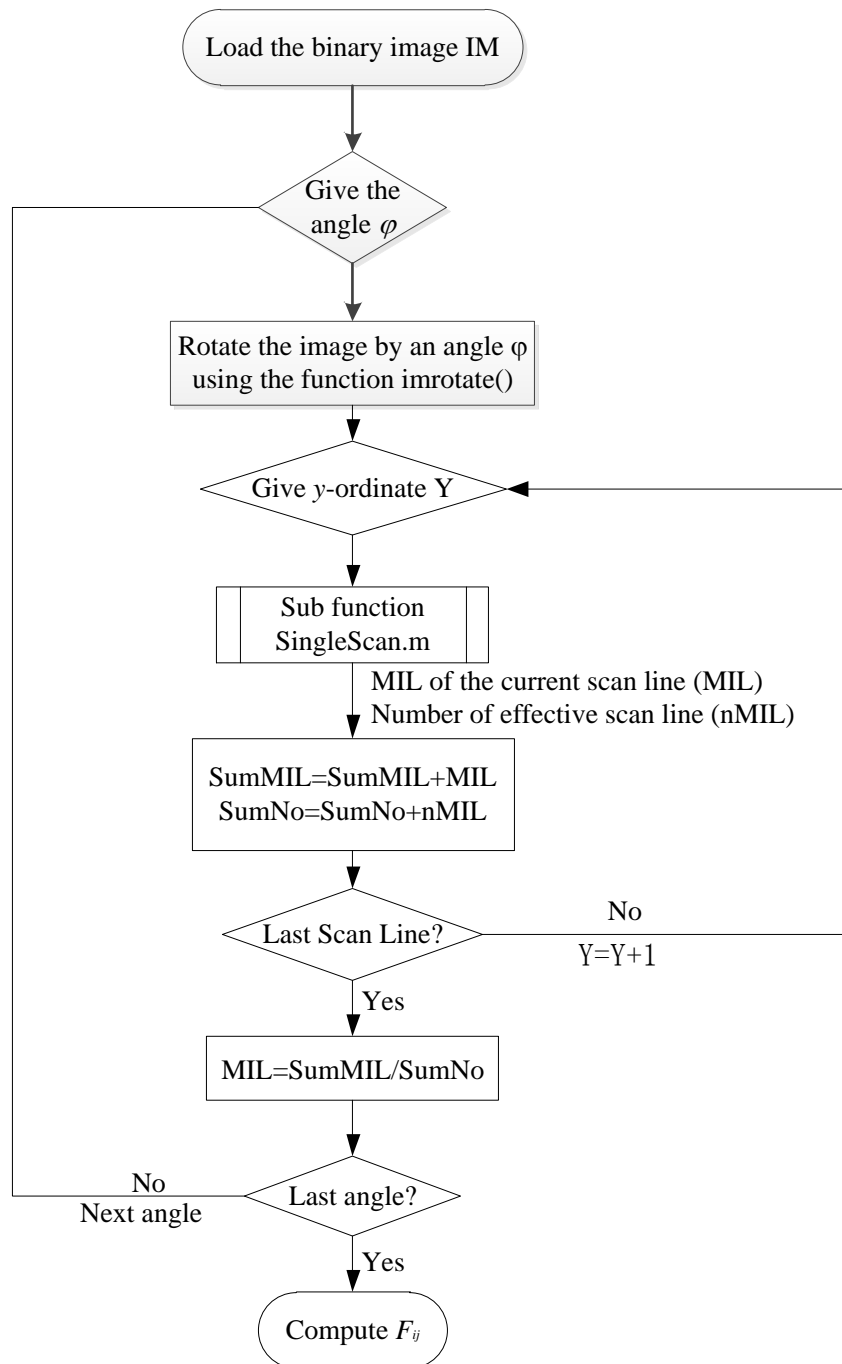 Load the binary image IM
Give the
angle φ
Rotate the image by an angle φ
using the function imrotate()
Give y-ordinate Y
Sub function
SingleScan.m
MIL of the current scan line (MIL)
Number of effective scan line (nMIL)
SumMIL=SumMIL+MIL
SumNo=SumNo+nMIL
Last Scan Line?
No
Y=Y+1
Yes
MIL=SumMIL/SumNo
Last angle?
No
Next angle
Yes
Compute Fij